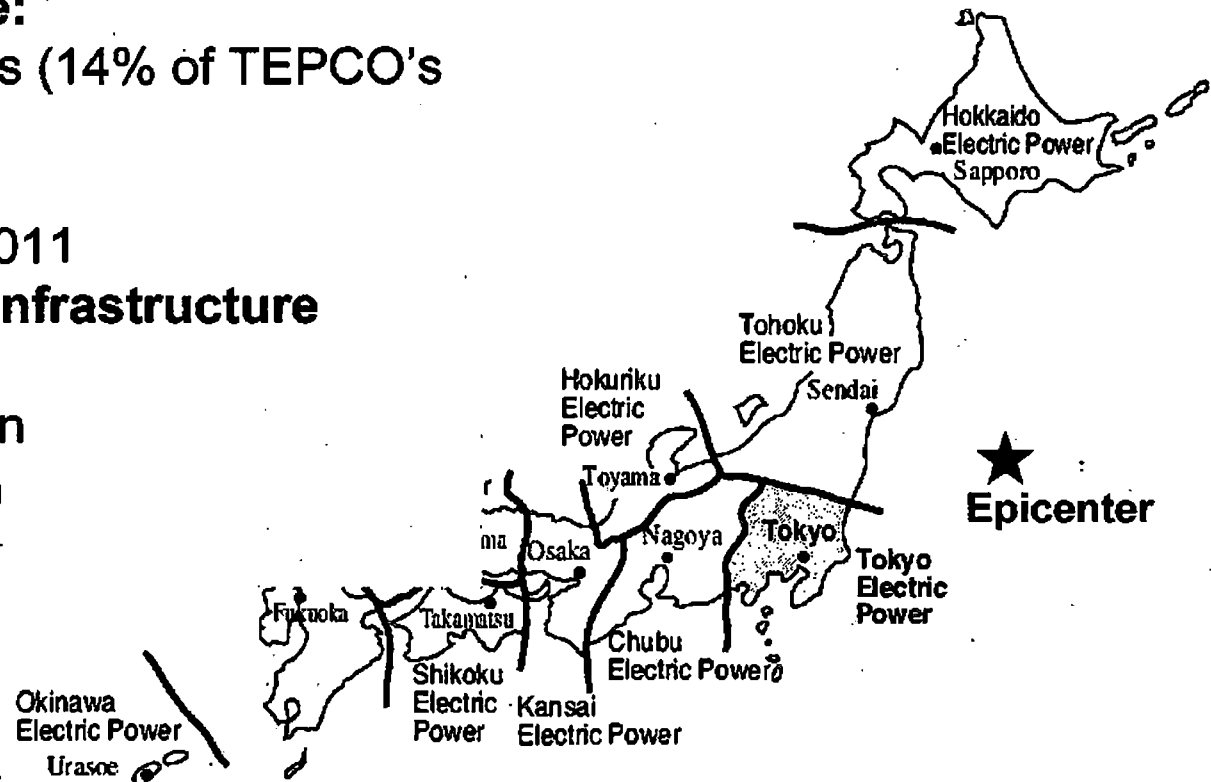 e:
s (14% of TEPCO's
011
nfrastructure
n
Hokkaido
Electric Power
Sapporo
Tohoku
Electric Power
Sendai
Hokuriku
Electric
Power
Toyama
Epicenter
ma
Osaka
Nagoya
Tokyo
Tokyo
Electric
Power
Fukuoka
Takamatsu
Chubu
Electric Power
Shikoku
Electric
Power
Kansai
Electric Power
Okinawa
Electric Power
Urasoe